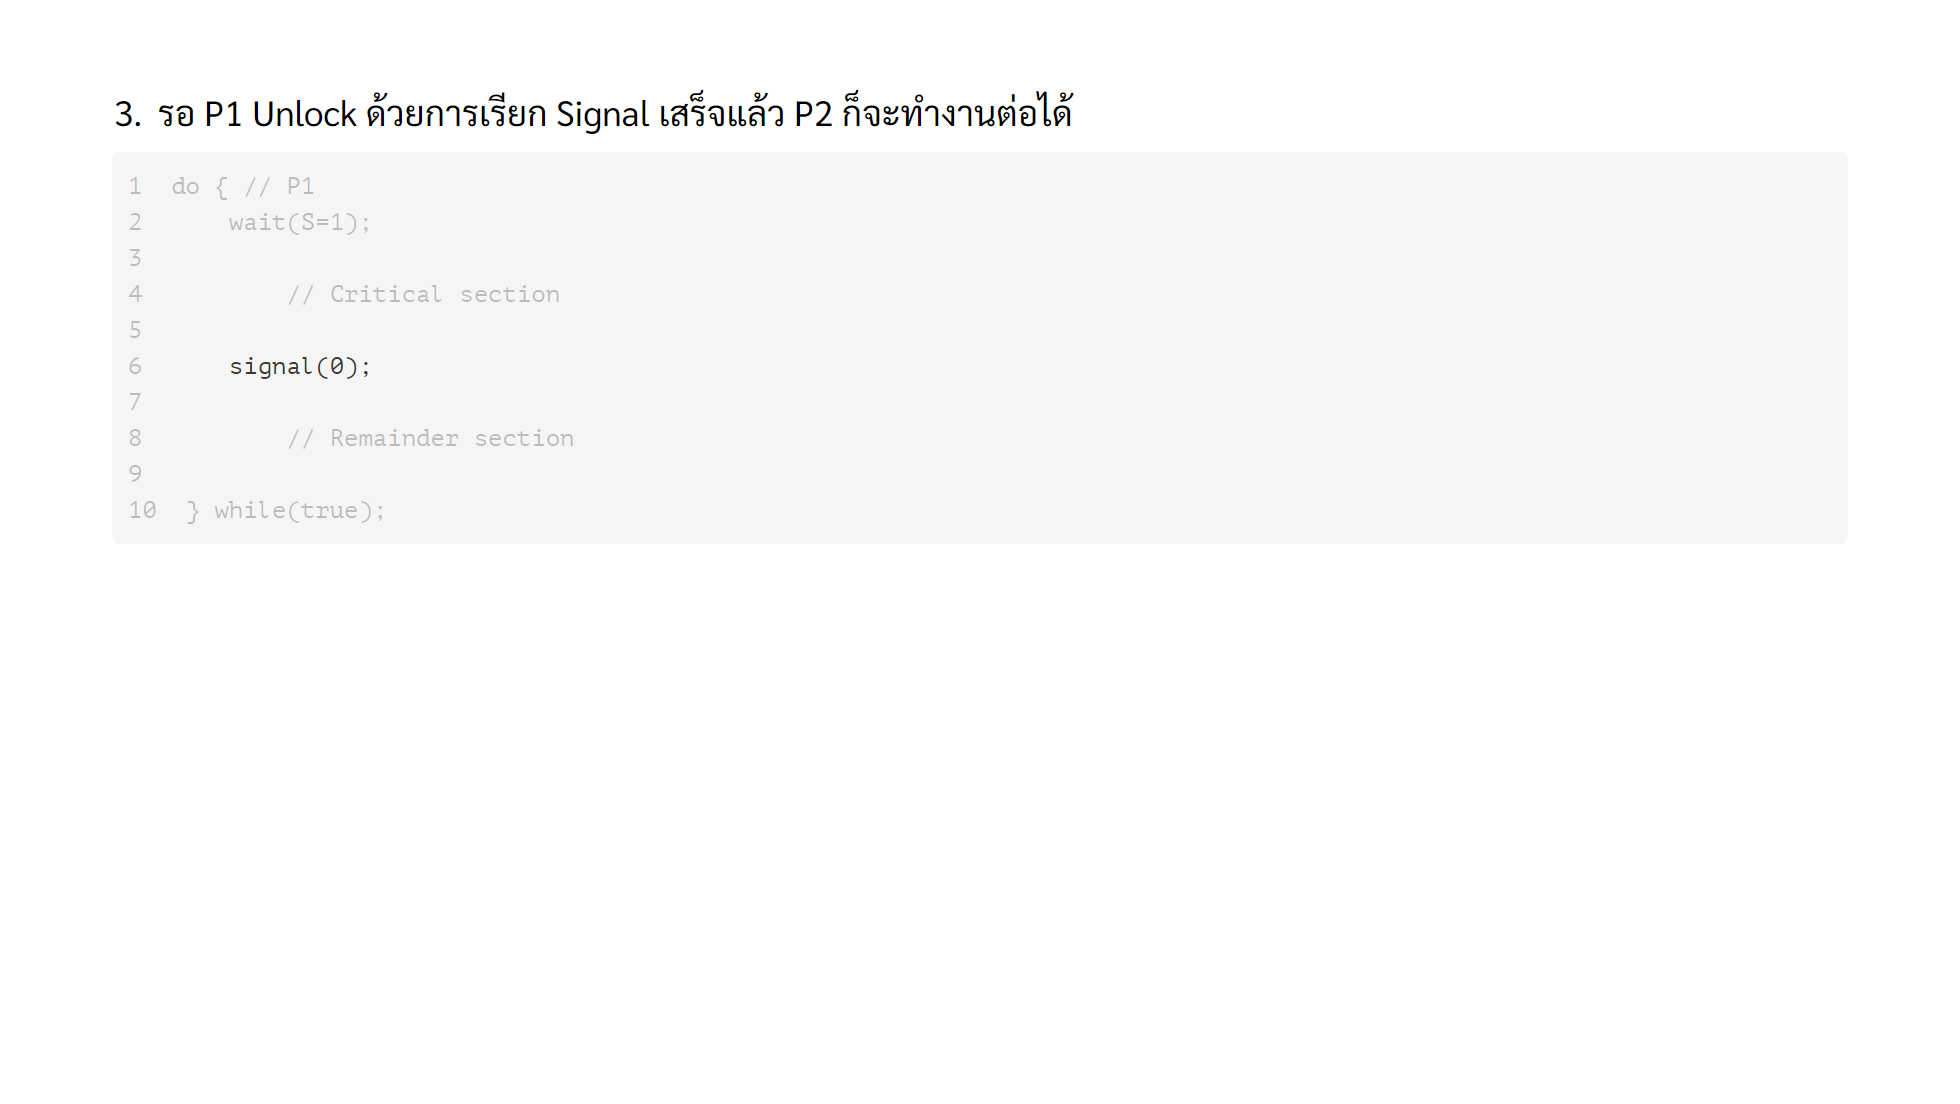 3. รอ P1 Unlock ด้วยการเรียก Signal เสร็จแล้ว P2 ก็จะทำงานต่อได้
1 do { // P1
2 wait(S=1);
3
4 // Critical section
5
6 signal(0);
7
8 // Remainder section
9
10 } while(true);